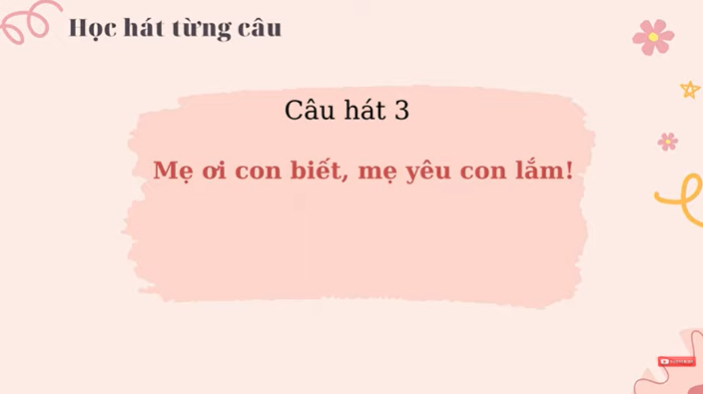 Học hát từng câu
Câu hát 3
Mẹ ơi con biết, mẹ yêu con lắm!